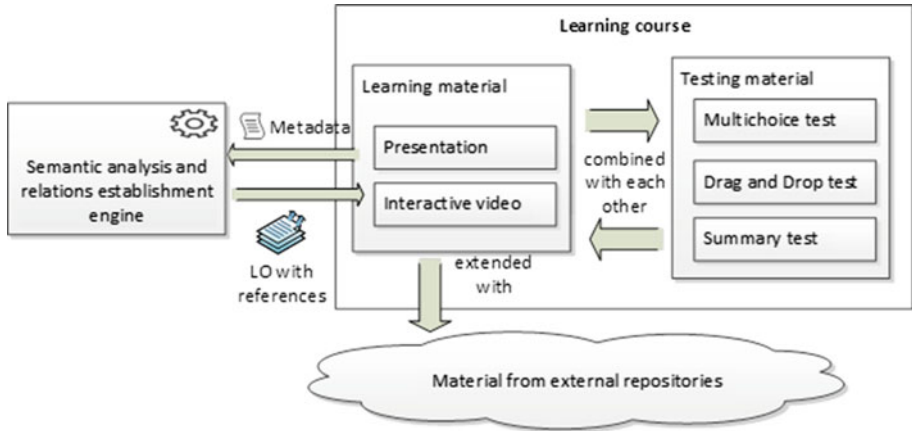 Learning course
Learning material
Testing material
Metadata
Multichoice test
Presentation
combined
with each
other
Semantic analysis and
relations establishment
engine
Drag and Drop test
Interactive video
Summary test
LO with
references
extended
with
Material from external repositories